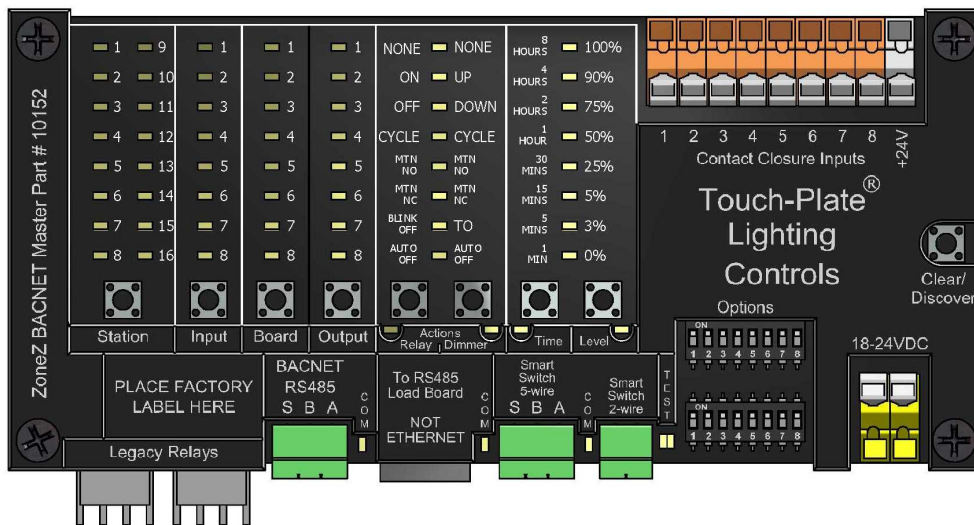 ZoneZ BACNET Master Part # 10152
1 9 1 1 1 NONE NONE 8 HOURS 100%
2 10 2 2 2 ON UP 4 HOURS 90%
3 11 3 3 3 OFF DOWN 2 HOURS 75%
4 12 4 4 4 CYCLE CYCLE 1 HOUR 50%
5 13 5 5 5 MTN NO MTN NO 30 MINS 25%
6 14 6 6 6 MTN NC MTN NC 15 MINS 5%
7 15 7 7 7 BLINK OFF TO 5 MINS 3%
8 16 8 8 8 AUTO OFF AUTO OFF 1 MIN 0%
Station Input Board Output Actions Relay Dimmer Time Level
1 2 3 4 5 6 7 8 +24V
Contact Closure Inputs
Touch-Plate®
Lighting
Controls
Clear/
Discover
Options
ON
1 2 3 4 5 6 7 8
ON
1 2 3 4 5 6 7 8
18-24VDC
PLACE FACTORY
LABEL HERE
Legacy Relays
BACNET
RS485
S B A
COM
To RS485
Load Board
NOT
ETHERNET
COM
Smart
Switch
5-wire
S B A
COM
Smart
Switch
2-wire
TEST